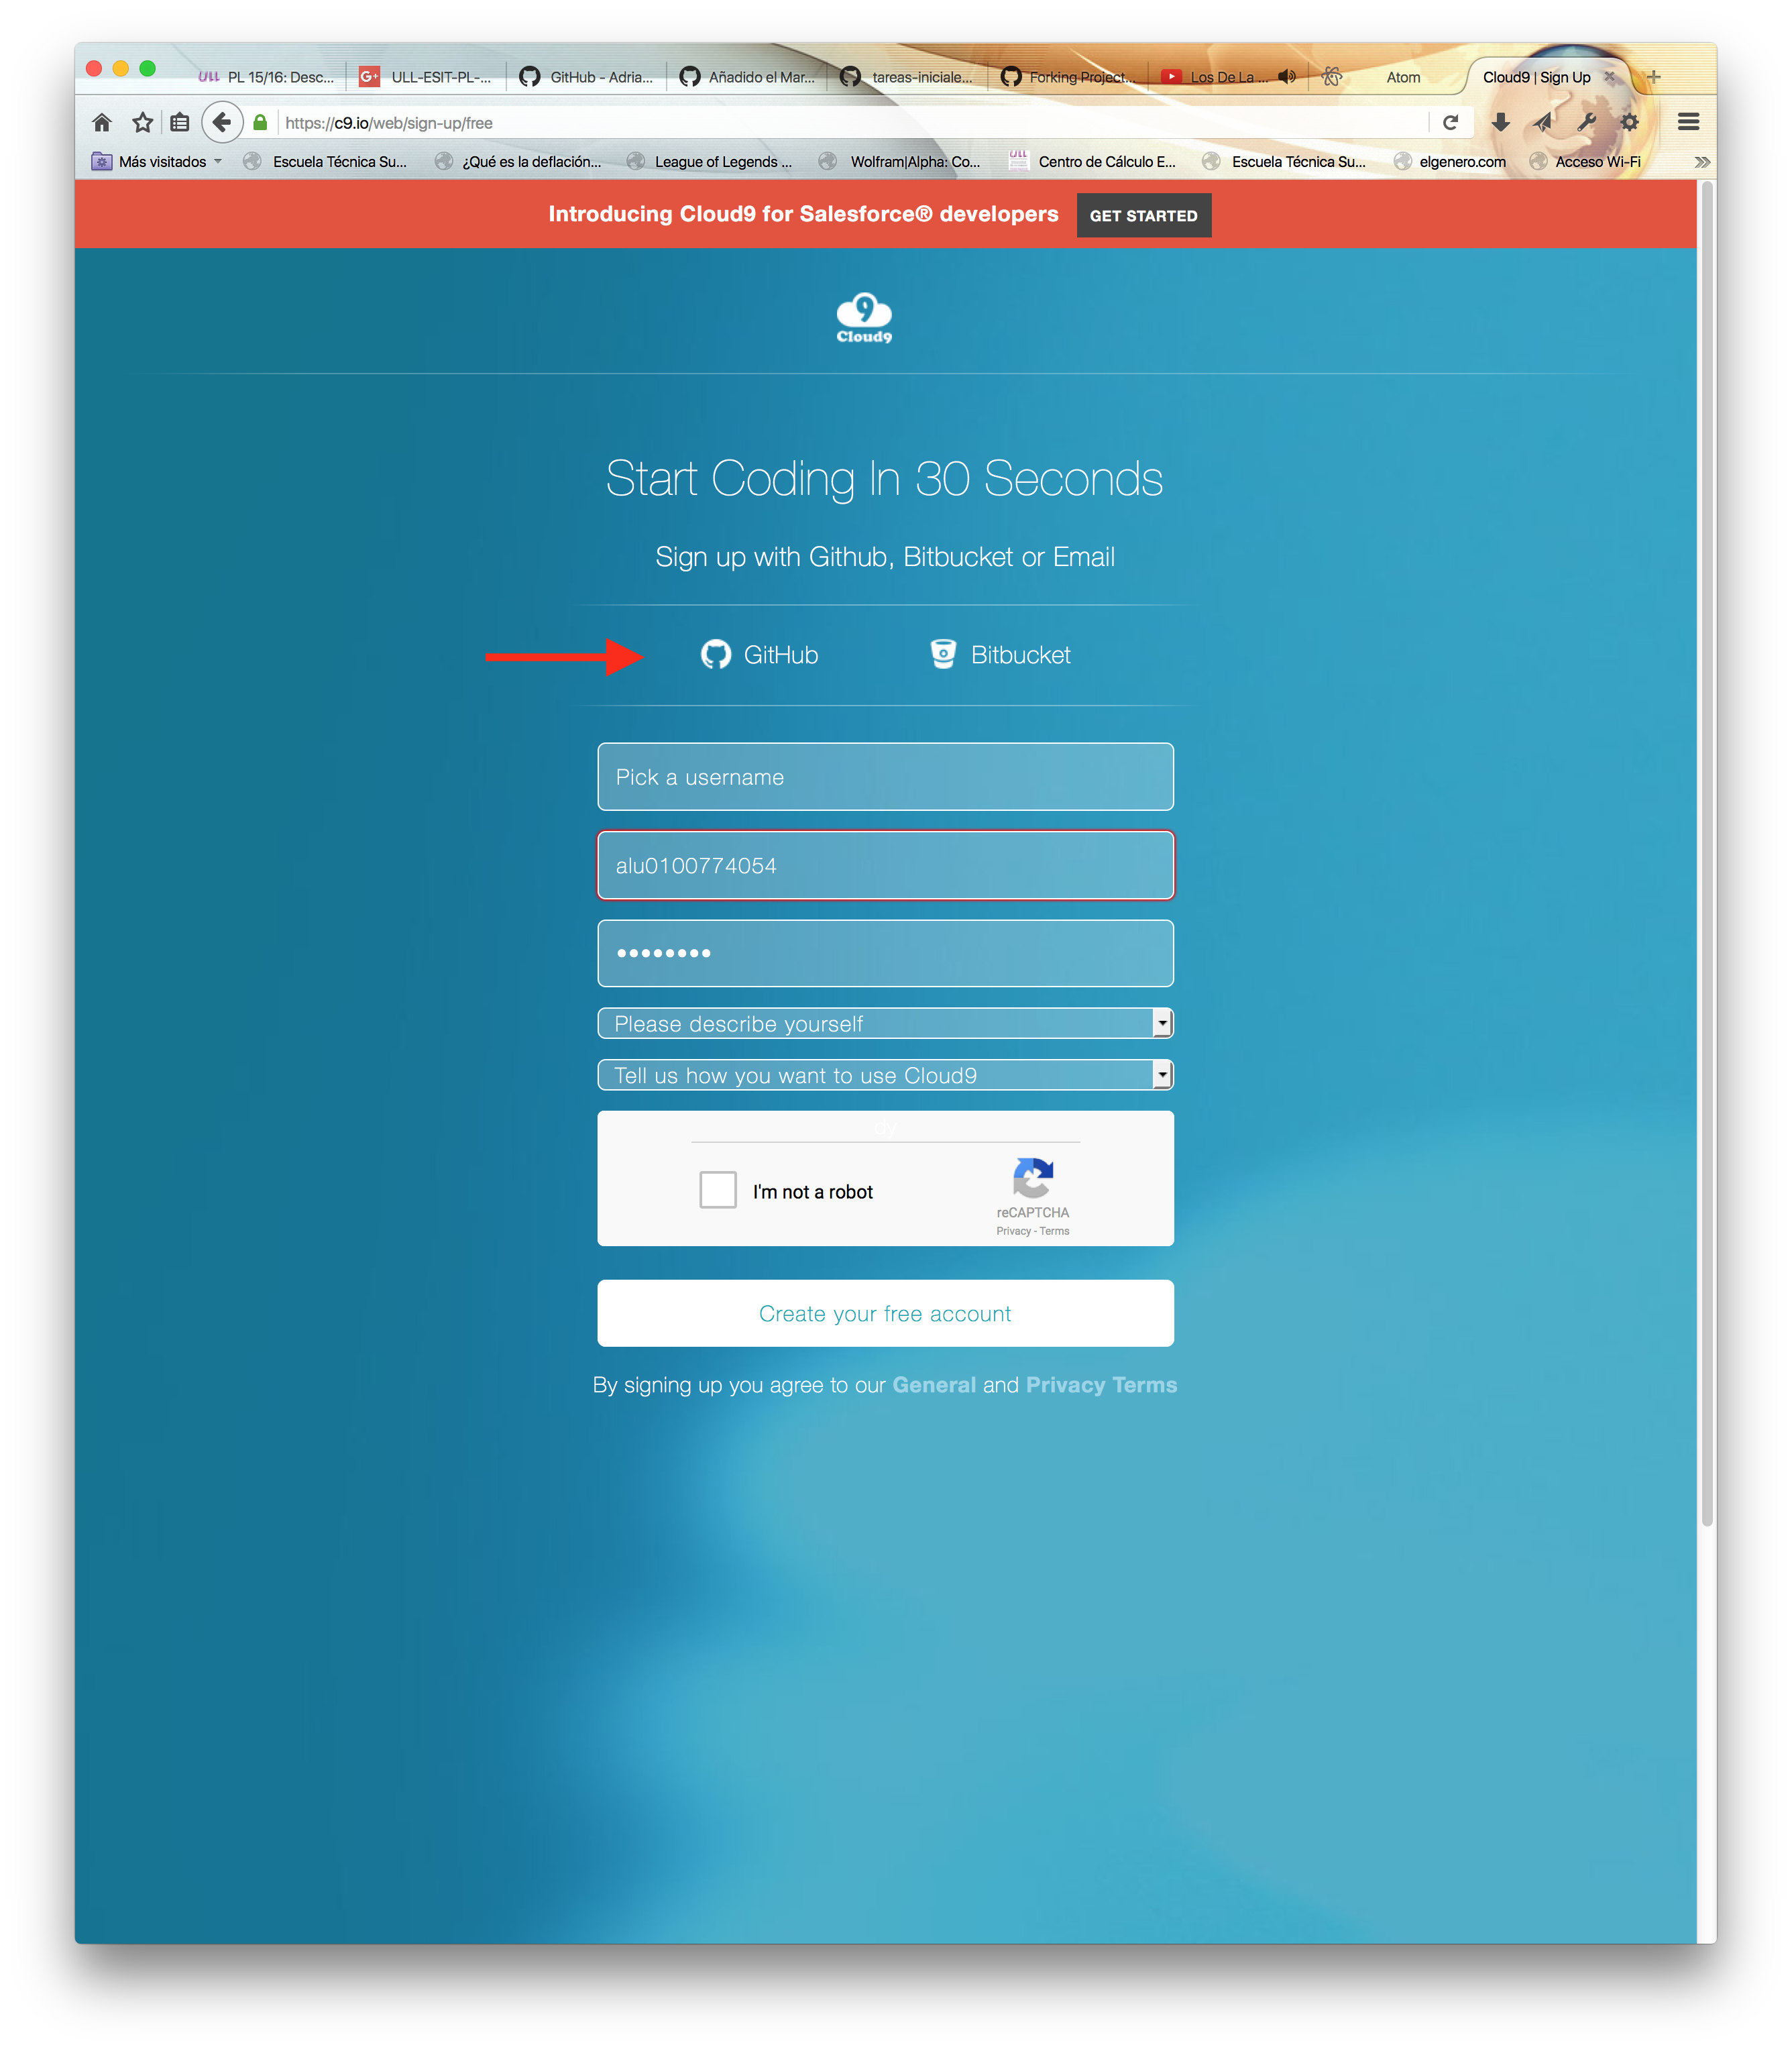 ULL PL 15/16: Desc... G+ ULL-ESIT-PL-... GitHub - Adria... Añadido el Mar... tareas-iniciale... Forking Project... Los De La ... Atom Cloud9 | Sign Up
https://c9.io/web/sign-up/free
Más visitados Escuela Técnica Su... ¿Qué es la deflación... League of Legends ... Wolfram|Alpha: Co... ULL Centro de Cálculo E... Escuela Técnica Su... elgenero.com Acceso Wi-Fi
Introducing Cloud9 for Salesforce® developers GET STARTED
9
Cloud9
Start Coding In 30 Seconds
Sign up with Github, Bitbucket or Email
GitHub Bitbucket
Pick a username
alu0100774054
Please describe yourself
Tell us how you want to use Cloud9
dy
I'm not a robot
reCAPTCHA
Privacy - Terms
Create your free account
By signing up you agree to our General and Privacy Terms